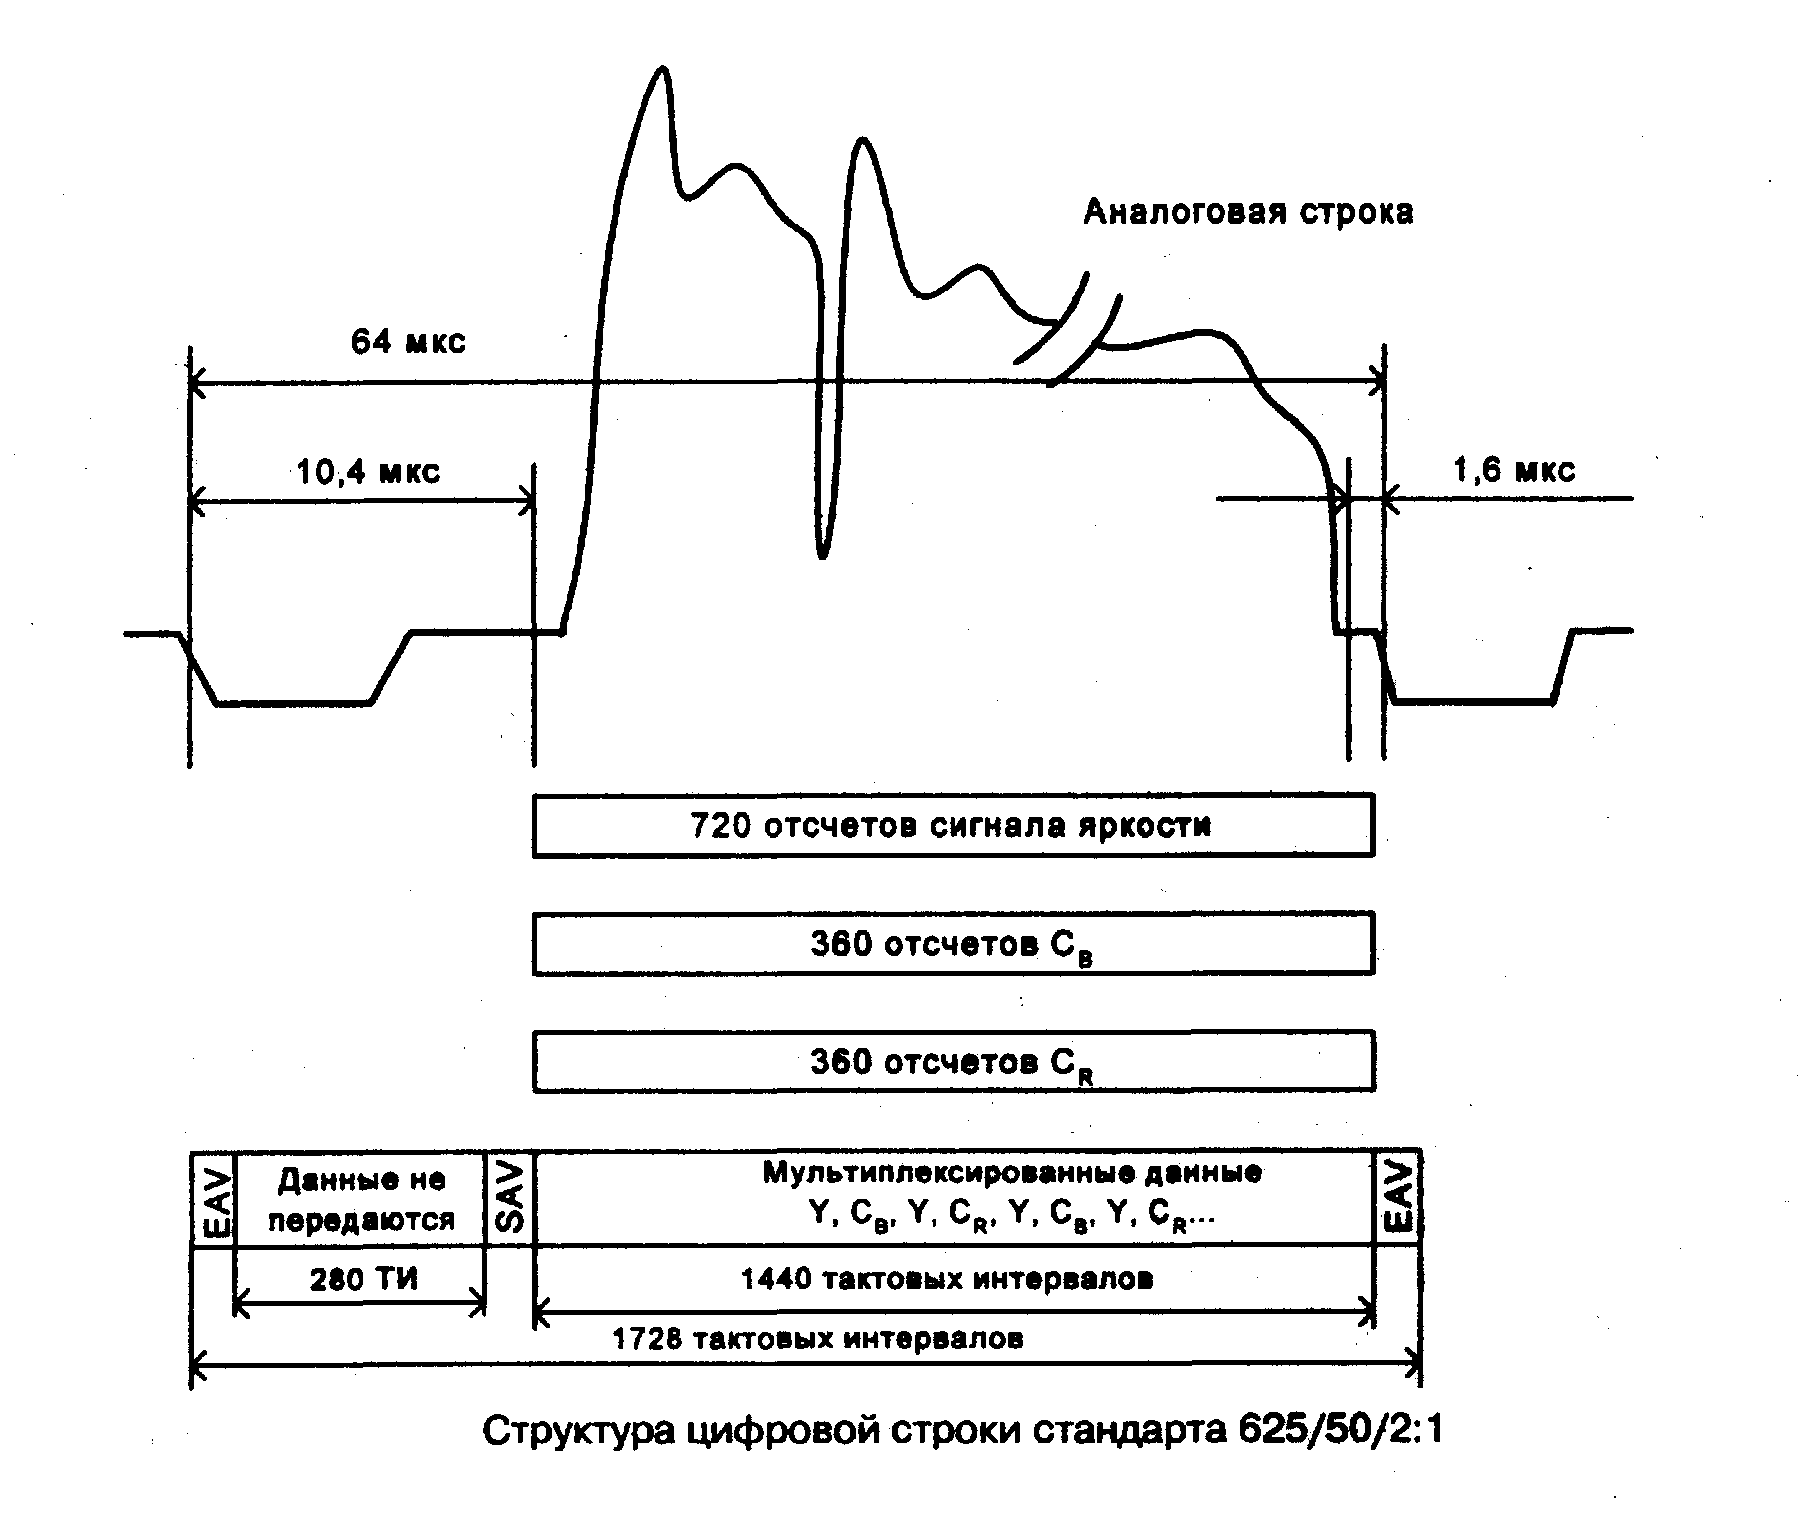 Аналоговая строка
64 мкс
10,4 мкс
1,6 мкс
720 отсчетов сигнала яркости
360 отсчетов CB
360 отсчетов CR
EAV
Данные не
передаются
SAV
Мультиплексированные данные
Y, CB, Y, CR, Y, CB, Y, CR...
EAV
280 ТИ
1440 тактовых интервалов
1728 тактовых интервалов
Структура цифровой строки стандарта 625/50/2:1